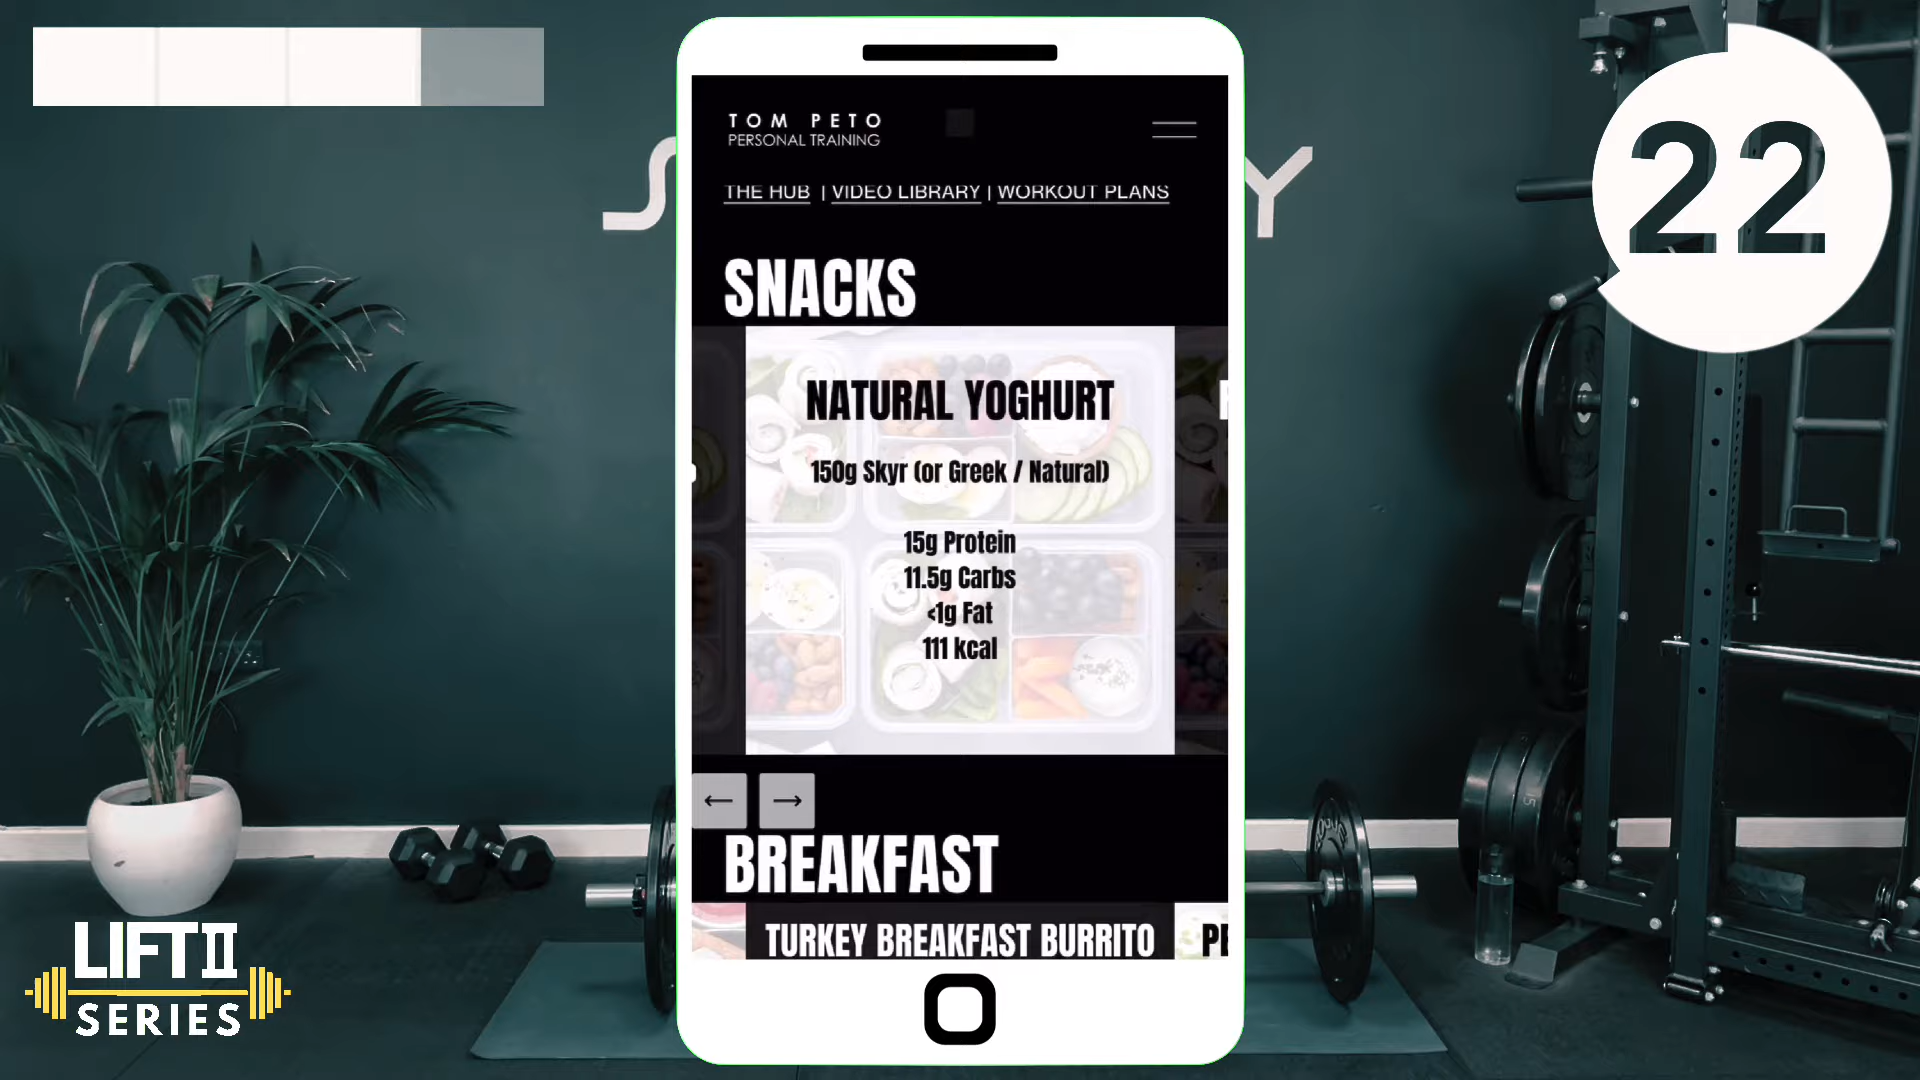 22
TOM PETO
PERSONAL TRAINING
THE HUB | VIDEO LIBRARY | WORKOUT PLANS
SNACKS
NATURAL YOGHURT
150g Skyr (or Greek / Natural)
15g Protein
11.5g Carbs
<1g Fat
111 kcal
← →
BREAKFAST
TURKEY BREAKFAST BURRITO
LIFT II
SERIES